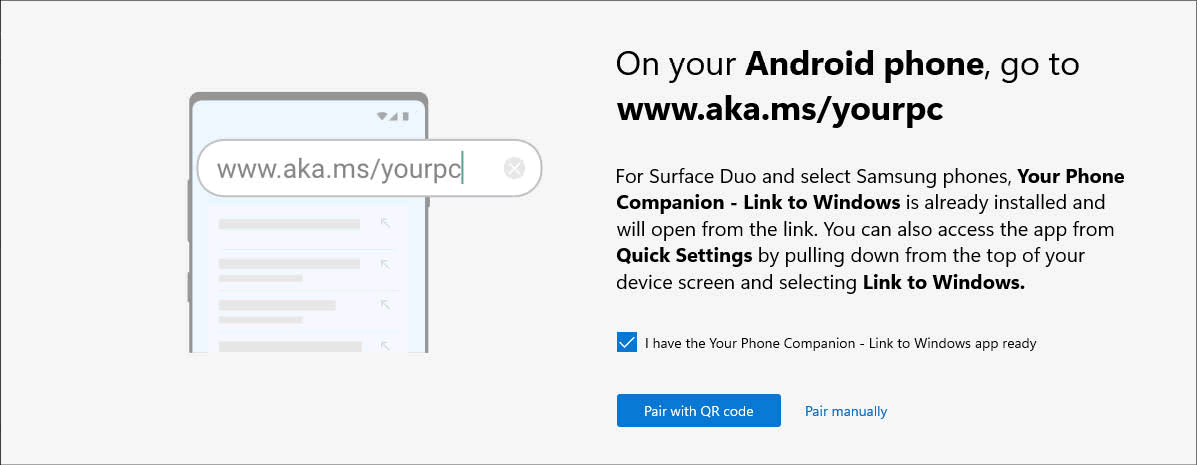 On your Android phone, go to
www.aka.ms/yourpc
www.aka.ms/yourpc
For Surface Duo and select Samsung phones, Your Phone
Companion - Link to Windows is already installed and
will open from the link. You can also access the app from
Quick Settings by pulling down from the top of your
device screen and selecting Link to Windows.
I have the Your Phone Companion - Link to Windows app ready
Pair with QR code
Pair manually